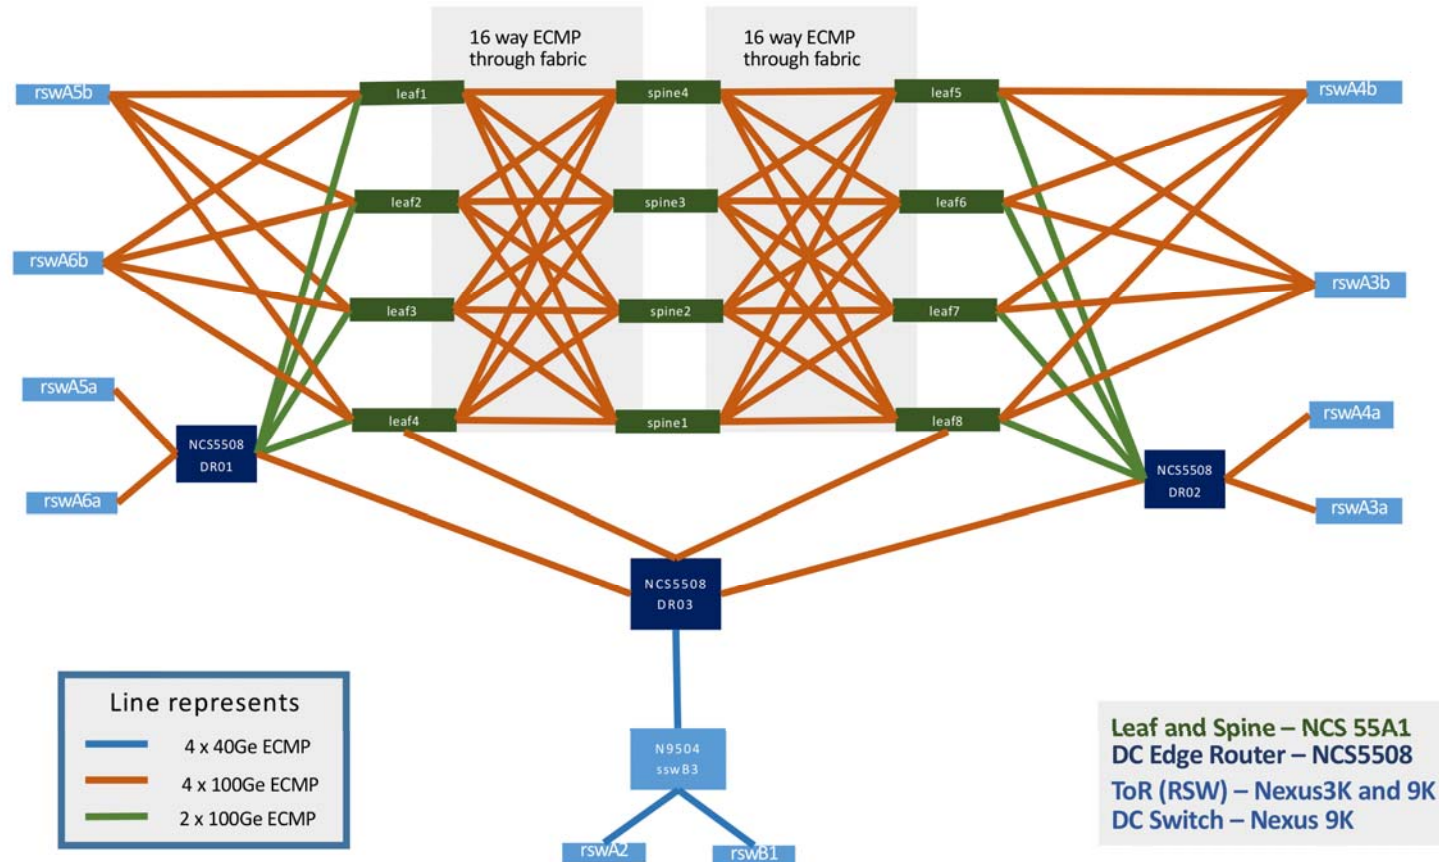 16 way ECMP
through fabric
16 way ECMP
through fabric
rswA5b
leaf1
spine4
leaf5
rswA4b
leaf2
spine3
leaf6
rswA6b
leaf3
spine2
leaf7
rswA3b
rswA5a
leaf4
spine1
leaf8
rswA4a
NCS5508
DR01
NCS5508
DR02
rswA6a
rswA3a
NCS5508
DR03
Line represents
4 x 40Ge ECMP
4 x 100Ge ECMP
2 x 100Ge ECMP
N9504
sswB3
rswA2
rswB1
Leaf and Spine – NCS 55A1
DC Edge Router – NCS5508
ToR (RSW) – Nexus3K and 9K
DC Switch – Nexus 9K